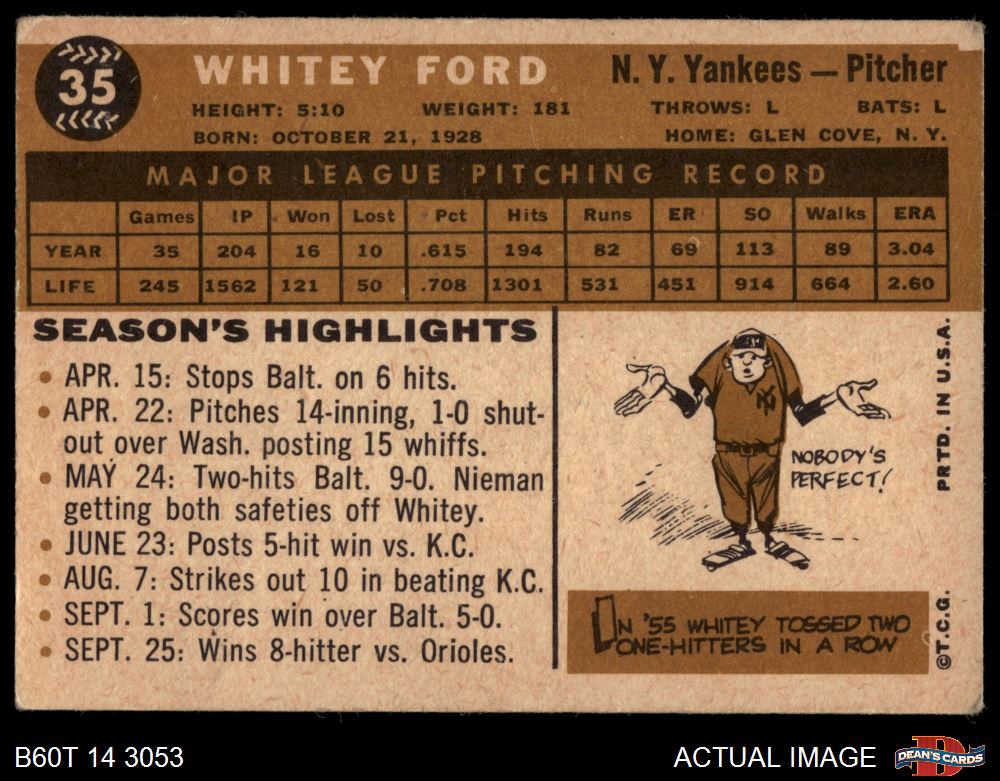 35
WHITEY FORD
N. Y. Yankees — Pitcher
HEIGHT: 5:10 WEIGHT: 181 THROWS: L BATS: L
BORN: OCTOBER 21, 1928 HOME: GLEN COVE, N. Y.
MAJOR LEAGUE PITCHING RECORD
Games IP Won Lost Pct Hits Runs ER SO Walks ERA
YEAR 35 204 16 10 .615 194 82 69 113 89 3.04
LIFE 245 1562 121 50 .708 1301 531 451 914 664 2.60
SEASON'S HIGHLIGHTS
• APR. 15: Stops Balt. on 6 hits.
• APR. 22: Pitches 14-inning, 1-0 shut-
out over Wash. posting 15 whiffs.
• MAY 24: Two-hits Balt. 9-0. Nieman
getting both safeties off Whitey.
• JUNE 23: Posts 5-hit win vs. K.C.
• AUG. 7: Strikes out 10 in beating K.C.
• SEPT. 1: Scores win over Balt. 5-0.
• SEPT. 25: Wins 8-hitter vs. Orioles.
NY
NOBODY'S
PERFECT!
IN '55 WHITEY TOSSED TWO
ONE-HITTERS IN A ROW
©T.C.G. PRTD. IN U.S.A.
B60T 14 3053
ACTUAL IMAGE
D
DEAN'S CARDS